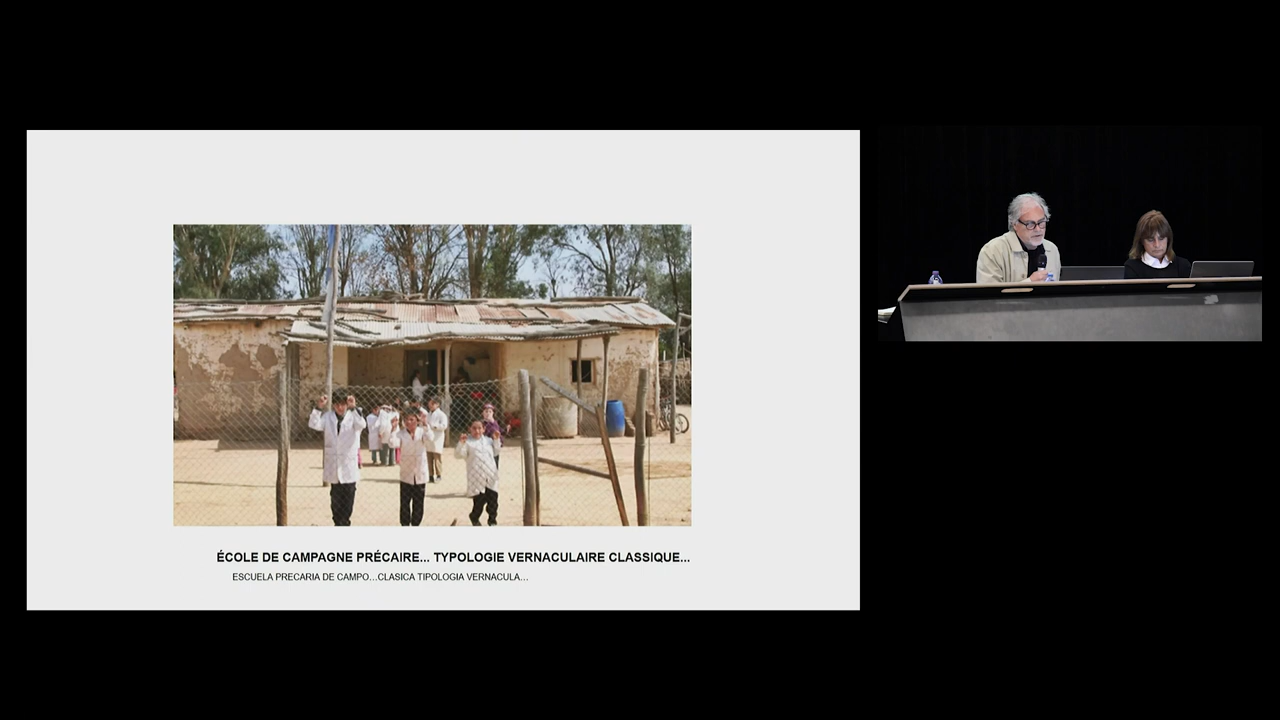 ÉCOLE DE CAMPAGNE PRÉCAIRE... TYPOLOGIE VERNACULAIRE CLASSIQUE...
ESCUELA PRECARIA DE CAMPO...CLASICA TIPOLOGIA VERNACULA...